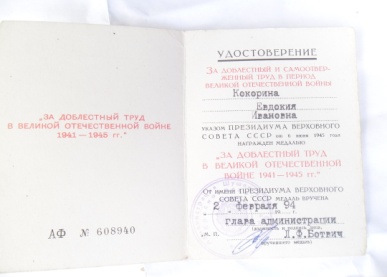 "ЗА ДОБЛЕСТНЫЙ ТРУД
В ВЕЛИКОЙ ОТЕЧЕСТВЕННОЙ ВОЙНЕ
1941—1945 гг."
АФ № 608940
УДОСТОВЕРЕНИЕ
ЗА ДОБЛЕСТНЫЙ И САМООТВЕР-
ЖЕННЫЙ ТРУД В ПЕРИОД
ВЕЛИКОЙ ОТЕЧЕСТВЕННОЙ ВОЙНЫ
Кокорина
Евдокия
Ивановна
УКАЗОМ ПРЕЗИДИУМА ВЕРХОВНОГО
СОВЕТА СССР от 6 июня 1945 года
НАГРАЖДЕН МЕДАЛЬЮ
"ЗА ДОБЛЕСТНЫЙ ТРУД
В ВЕЛИКОЙ ОТЕЧЕСТВЕННОЙ
ВОЙНЕ 1941—1945 гг."
ОТ ИМЕНИ ПРЕЗИДИУМА ВЕРХОВНОГО
СОВЕТА СССР МЕДАЛЬ ВРУЧЕНА
2 февраля 94
глава администрации
М. П. Л.Ф.Ботвич
вручившего медаль)